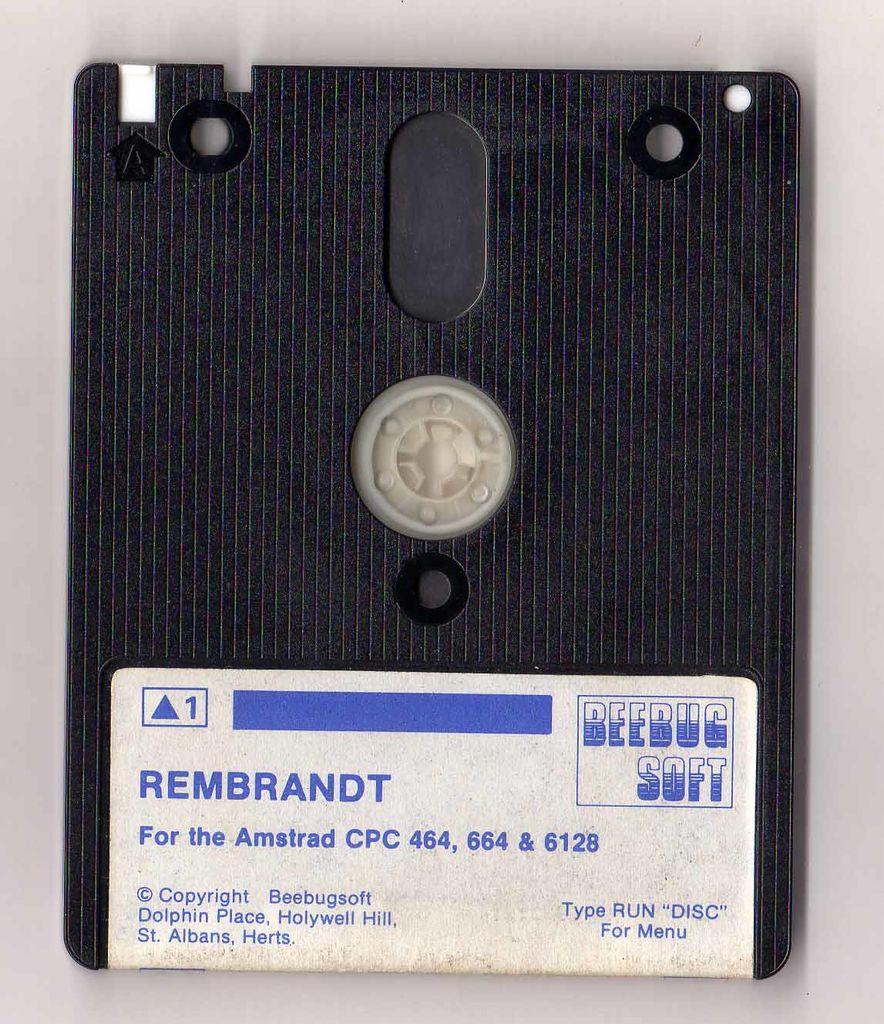 A
▲1
BEEBUG
SOFT
REMBRANDT
For the Amstrad CPC 464, 664 & 6128
© Copyright Beebugsoft
Dolphin Place, Holywell Hill,
St. Albans, Herts.
Type RUN "DISC"
For Menu